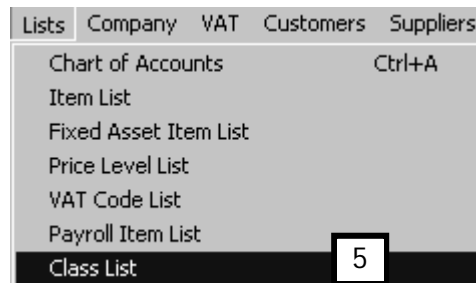 Lists Company VAT Customers Suppliers
Chart of Accounts Ctrl+A
Item List
Fixed Asset Item List
Price Level List
VAT Code List
Payroll Item List
Class List 5